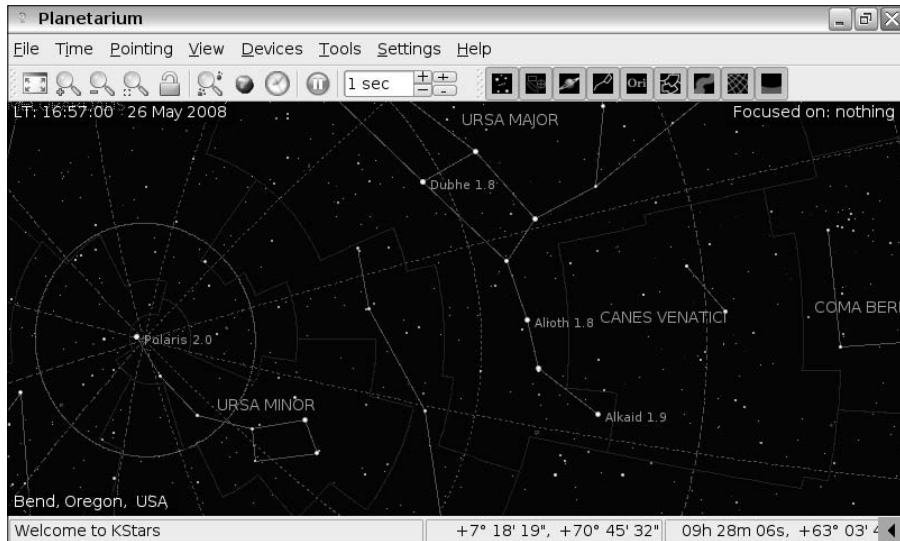 Planetarium
File Time Pointing View Devices Tools Settings Help
1 sec
Ori
LT: 16:57:00 26 May 2008
URSA MAJOR
Focused on: nothing
Dubhe 1.8
Alioth 1.8
CANES VENATICI
COMA BER
Polaris 2.0
URSA MINOR
Alkaid 1.9
Bend, Oregon, USA
Welcome to KStars
+7° 18' 19", +70° 45' 32"
09h 28m 06s, +63° 03'